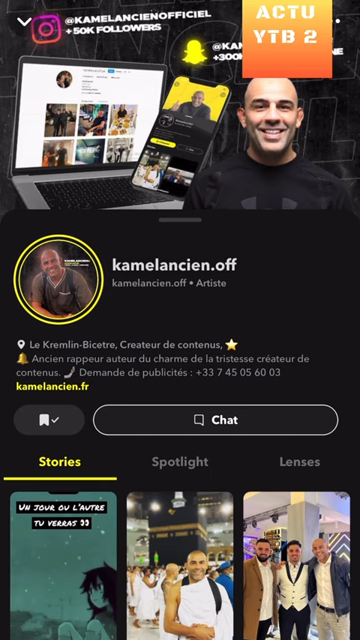 @KAMELANCIENOFFICIEL
+50K FOLLOWERS
ACTU
YTB 2
kamelancien.off
kamelancien.off • Artiste
Le Kremlin-Bicetre, Createur de contenus, ⭐
🔔 Ancien rappeur auteur du charme de la tristesse créateur de
contenus. 🤳 Demande de publicités : +33 7 45 05 60 03
kamelancien.fr
Chat
Stories Spotlight Lenses
UN JOUR OU L'AUTRE
TU VERRAS